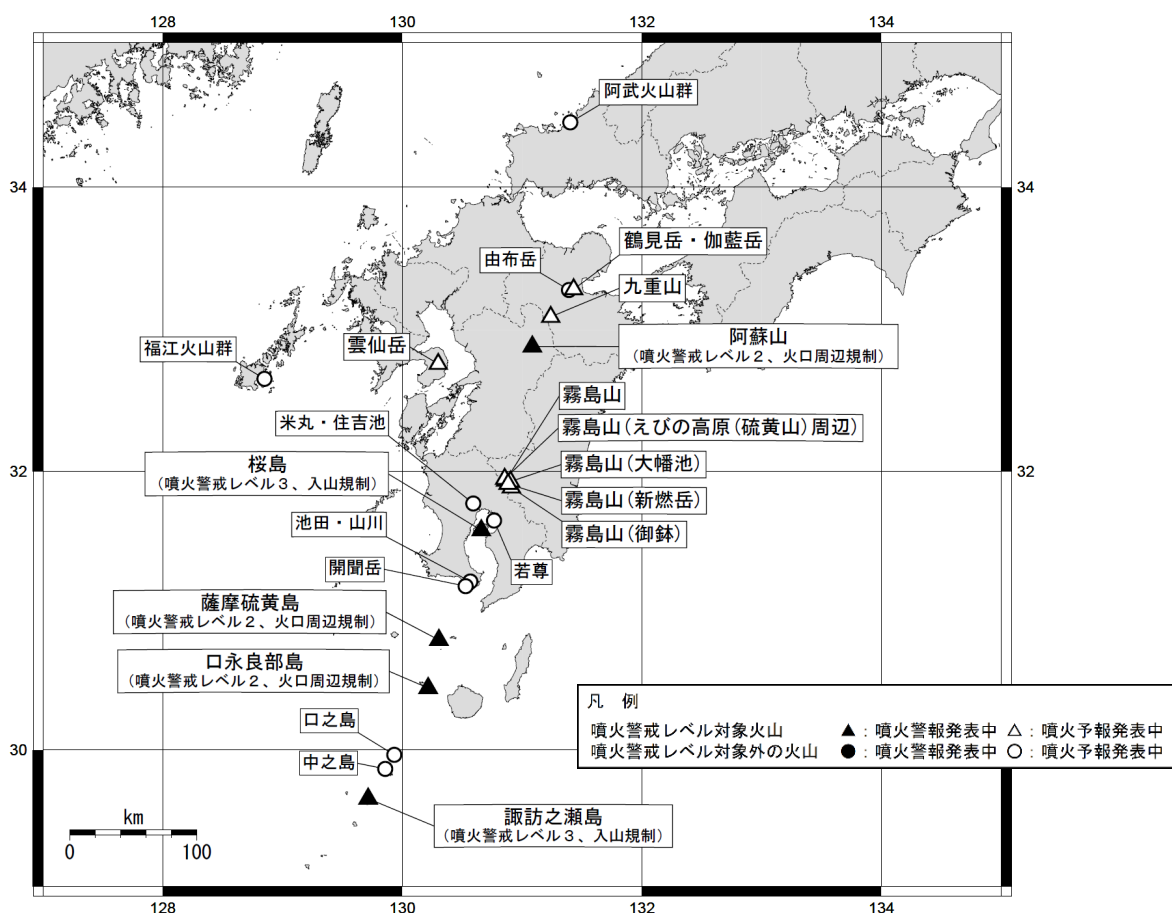 128 130 132 134
阿武火山群
34 34
鶴見岳・伽藍岳
由布岳
九重山
阿蘇山
(噴火警戒レベル2、火口周辺規制)
雲仙岳
福江火山群
霧島山
米丸・住吉池
霧島山(えびの高原(硫黄山)周辺)
桜島
(噴火警戒レベル3、入山規制)
霧島山(大幡池)
32 32
霧島山(新燃岳)
池田・山川
霧島山(御鉢)
開聞岳
若尊
薩摩硫黄島
(噴火警戒レベル2、火口周辺規制)
口永良部島
(噴火警戒レベル2、火口周辺規制)
凡 例
噴火警戒レベル対象火山 ▲:噴火警報発表中 △:噴火予報発表中
噴火警戒レベル対象外の火山 ●:噴火警報発表中 ○:噴火予報発表中
口之島
30
中之島
諏訪之瀬島
(噴火警戒レベル3、入山規制)
km
0 100
128 130 132 134